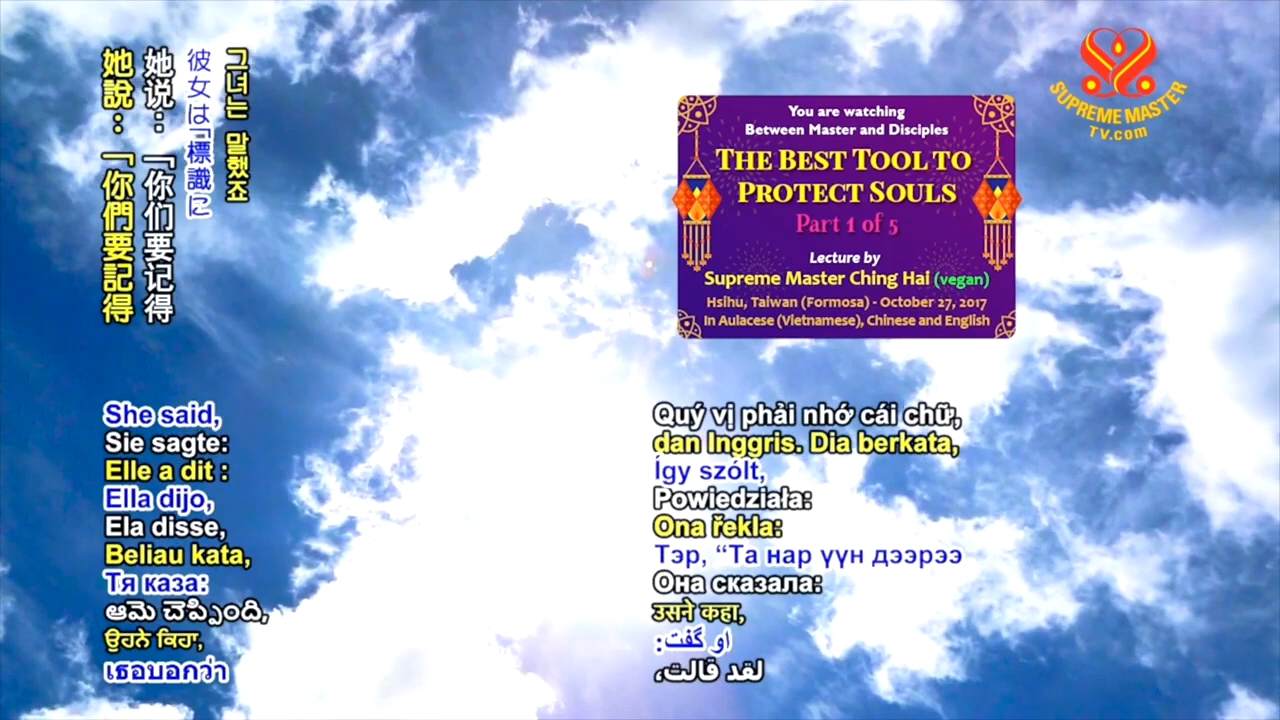 그녀는 말했죠
彼女は「標識に
她说：「你们要记得
她說：「你們要記得
SUPREME MASTER
TV.com
You are watching
Between Master and Disciples
THE BEST TOOL TO
PROTECT SOULS
Part 1 of 5
Lecture by
Supreme Master Ching Hai (vegan)
Hsihu, Taiwan (Formosa) - October 27, 2017
In Aulacese (Vietnamese), Chinese and English
She said,
Sie sagte:
Elle a dit :
Ella dijo,
Ela disse,
Beliau kata,
Тя каза:
ఆమె చెప్పింది,
ਉਹਨੇ ਕਿਹਾ,
เธอบอกว่า
Quý vị phải nhớ cái chữ,
dan Inggris. Dia berkata,
Így szólt,
Powiedziała:
Ona řekla:
Тэр, “Та нар үүн дээрээ
Она сказала:
उसने कहा,
او گفت:
لقد قالت،